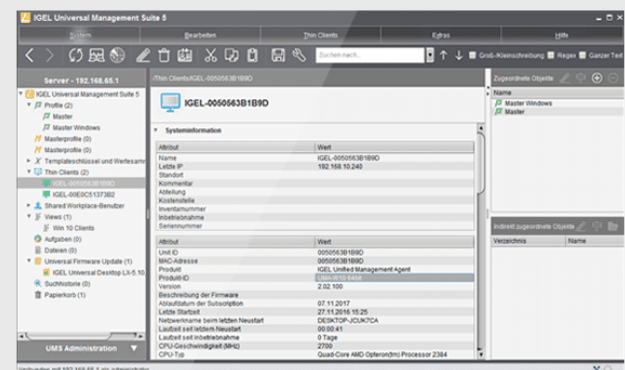 IGEL Universal Management Suite 5
System Bearbeiten Thin Clients Extras Hilfe
Suchen nach... Groß-/Kleinschreibung Regex Ganzer Text
Server - 192.168.65.1
IGEL Universal Management Suite 5
Profile (2)
Master
Master Windows
Masterprofile (0)
Masterprofile (0)
Templateschlüssel und Wertesamm
Thin Clients (2)
IGEL-0050563B1B9D
IGEL-00E0C51373B2
Shared Workplace-Benutzer
Views (1)
Win 10 Clients
Aufgaben (0)
Dateien (0)
Universal Firmware Update (1)
IGEL Universal Desktop LX-5.10.
Suchhistorie (0)
Papierkorb (1)
UMS Administration
/Thin Clients/IGEL-0050563B1B9D
IGEL-0050563B1B9D
Systeminformation
Attribut Wert
Name IGEL-0050563B1B9D
Letzte IP 192.168.10.240
Standort
Kommentar
Abteilung
Kostenstelle
Inventarnummer
Inbetriebnahme
Seriennummer
Attribut Wert
Unit ID 0050563B1B9D
MAC-Adresse 0050563B1B9D
Produkt IGEL Unified Management Agent
Produkt-ID
Version 2.02.100
Beschreibung der Firmware
Ablaufdatum der Subscription 07.11.2017
Letzte Startzeit 27.11.2016 15:25
Netzwerkname beim letzten Neustart DESKTOP-JCUK7CA
Laufzeit seit letztem Neustart 00:00:41
Laufzeit seit Inbetriebnahme 0 Tage
CPU-Geschwindigkeit (MHz) 2700
CPU-Typ Quad-Core AMD Opteron(tm) Processor 2384
Zugeordnete Objekte
Name
Master Windows
Master
Indirekt zugeordnete Objekte
Verzeichnis Name